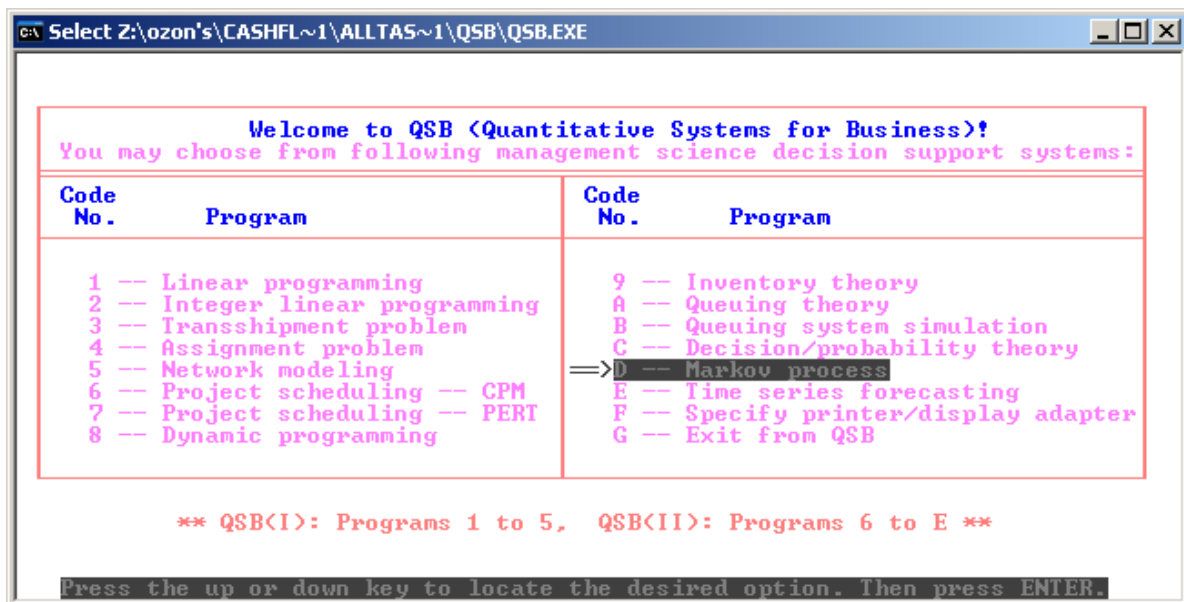 Select Z:\ozon's\CASHFL~1\ALLTAS~1\QSB\QSB.EXE
Welcome to QSB (Quantitative Systems for Business)!
You may choose from following management science decision support systems:
Code
No. Program
1 -- Linear programming
2 -- Integer linear programming
3 -- Transshipment problem
4 -- Assignment problem
5 -- Network modeling
6 -- Project scheduling -- CPM
7 -- Project scheduling -- PERT
8 -- Dynamic programming
Code
No. Program
9 -- Inventory theory
A -- Queuing theory
B -- Queuing system simulation
C -- Decision/probability theory
==>D -- Markov process
E -- Time series forecasting
F -- Specify printer/display adapter
G -- Exit from QSB
** QSB(I): Programs 1 to 5, QSB(II): Programs 6 to E **
Press the up or down key to locate the desired option. Then press ENTER.